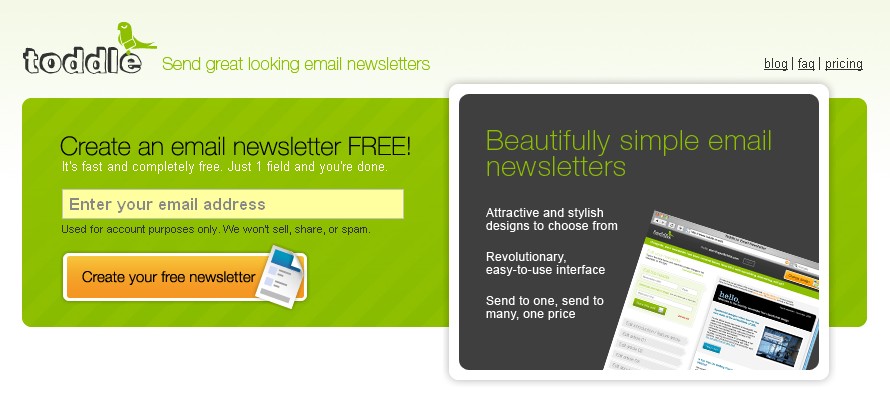 toddle
Send great looking email newsletters
blog | faq | pricing
Create an email newsletter FREE!
It's fast and completely free. Just 1 field and you're done.
Enter your email address
Used for account purposes only. We won't sell, share, or spam.
Create your free newsletter
Beautifully simple email
newsletters
Attractive and stylish
designs to choose from
Revolutionary,
easy-to-use interface
Send to one, send to
many, one price
toddle
hello.